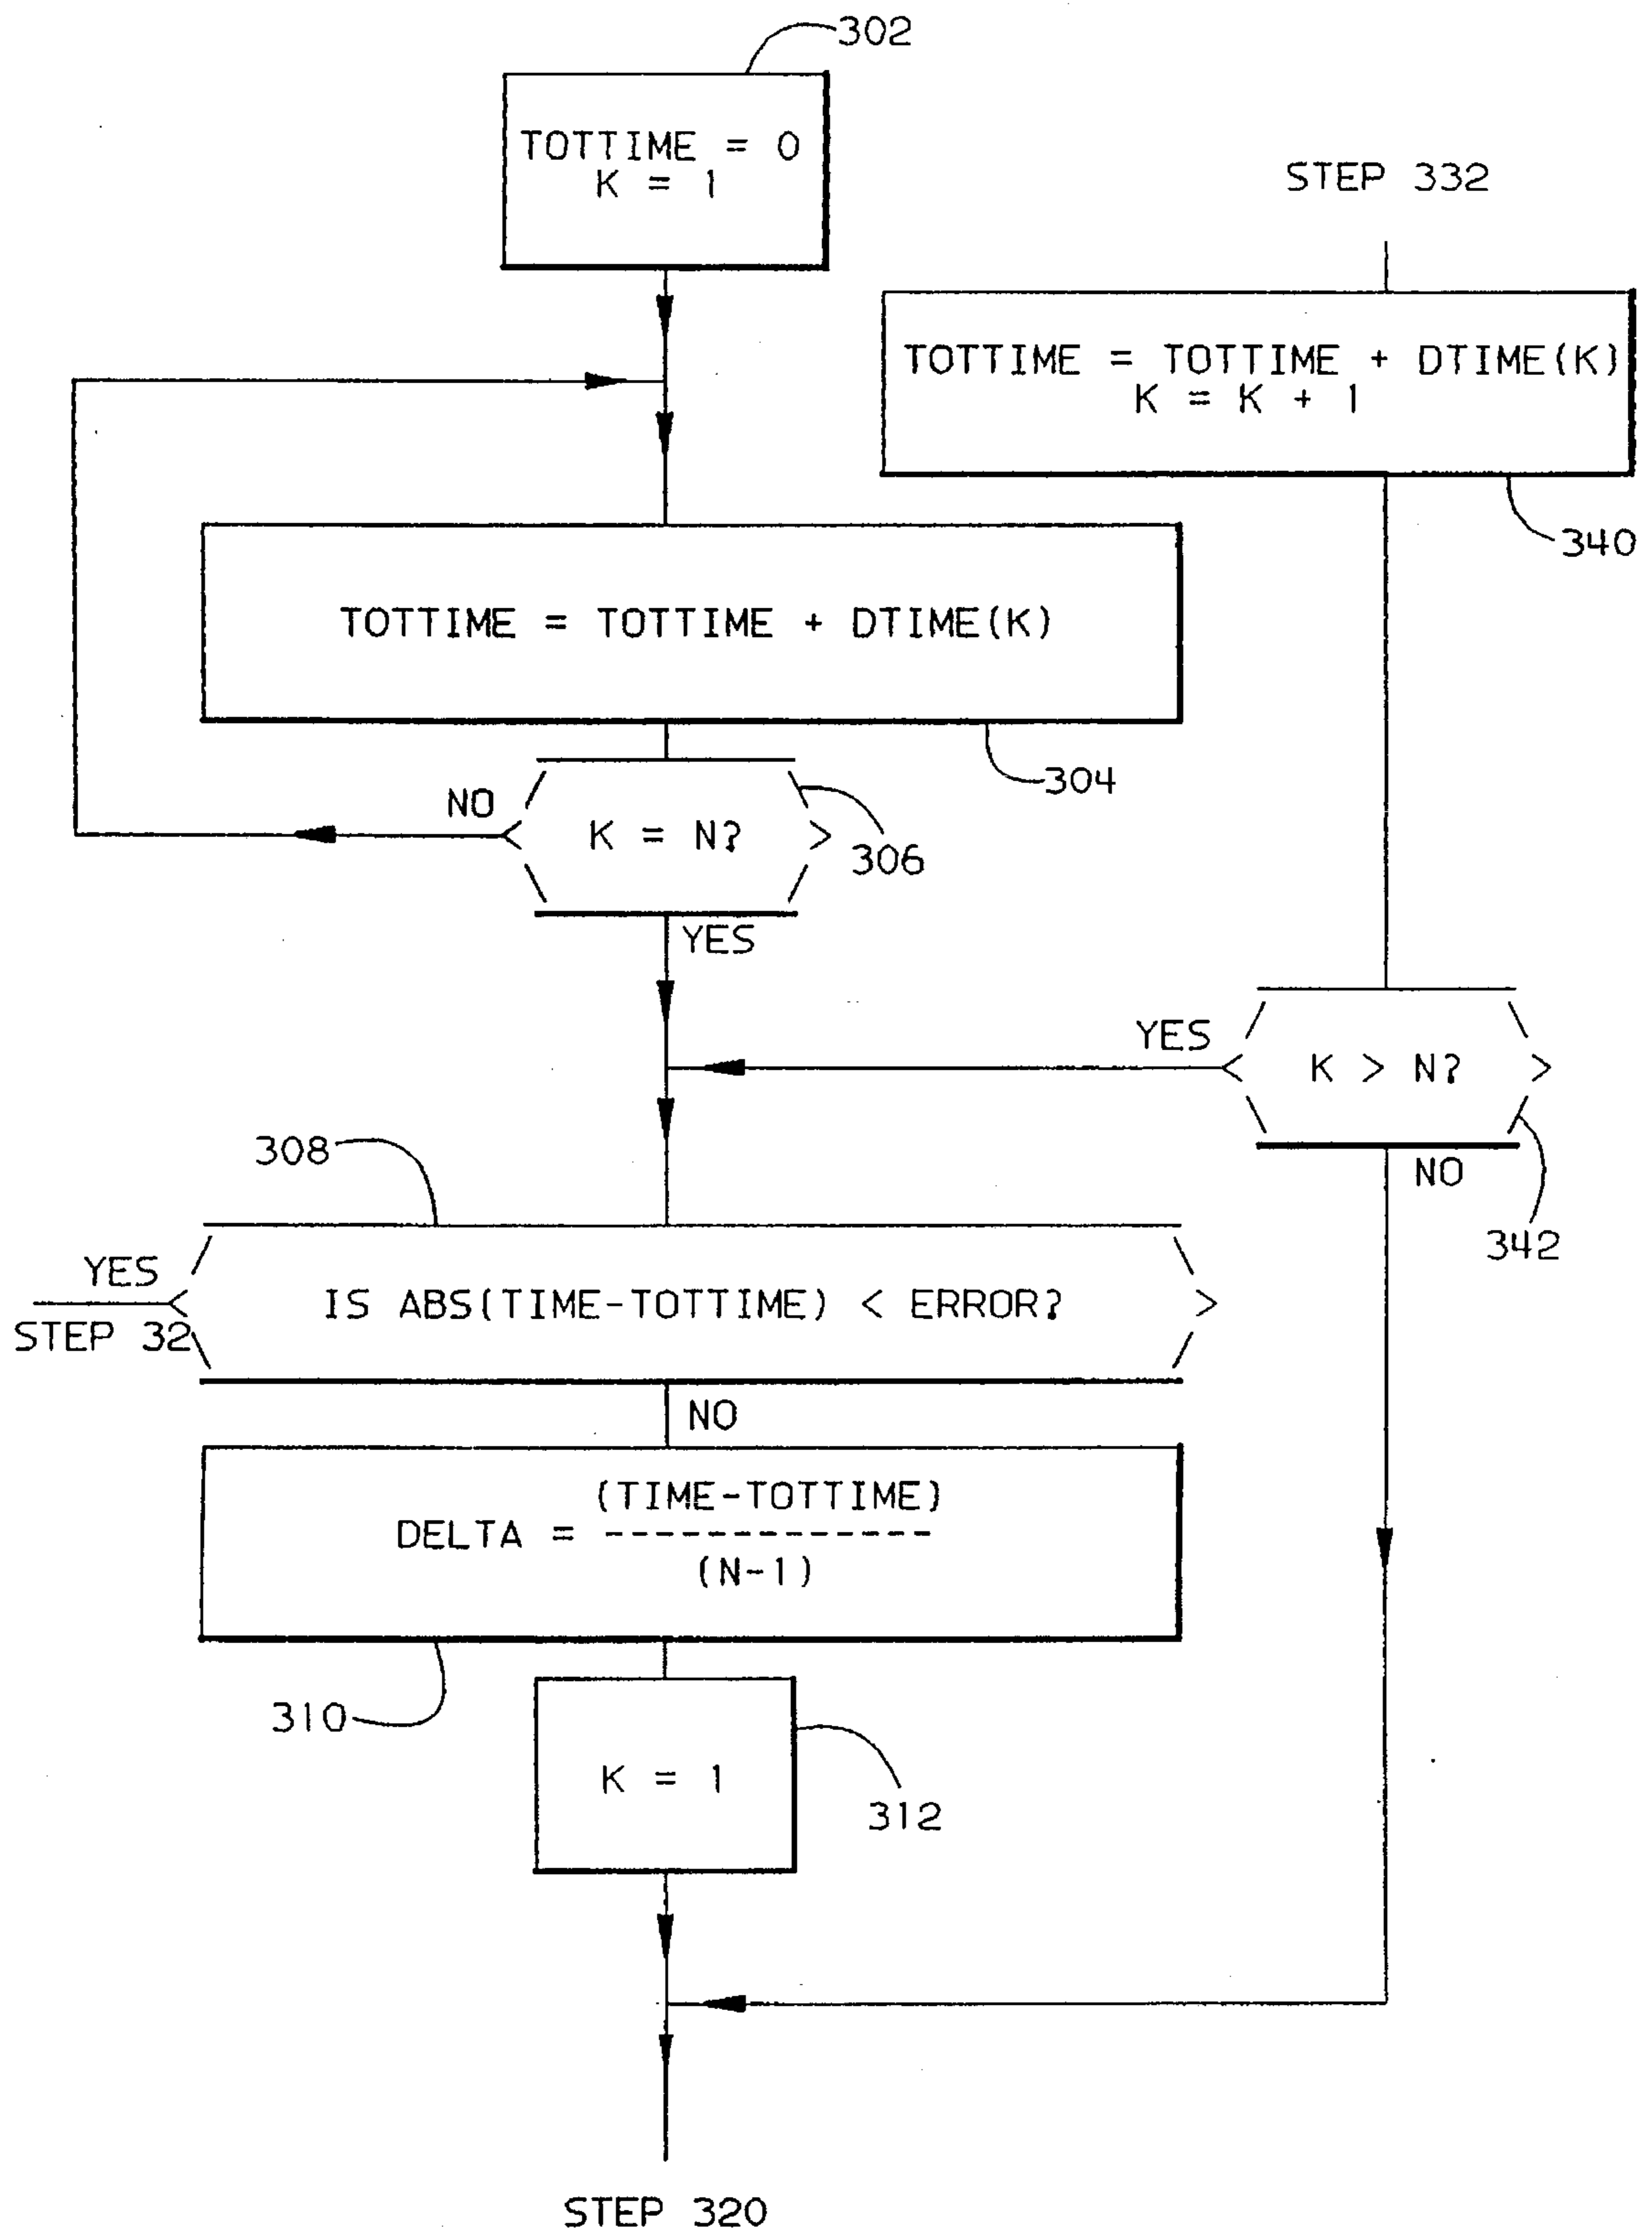 302
TOTTIME = 0
K = 1
STEP 332
TOTTIME = TOTTIME + DTIME(K)
K = K + 1
340
TOTTIME = TOTTIME + DTIME(K)
304
NO
K = N?
306
YES
YES
K > N?
NO
342
308
YES
IS ABS(TIME-TOTTIME) < ERROR?
STEP 32
NO
(TIME-TOTTIME)
DELTA = -------------
(N-1)
310
K = 1
312
STEP 320